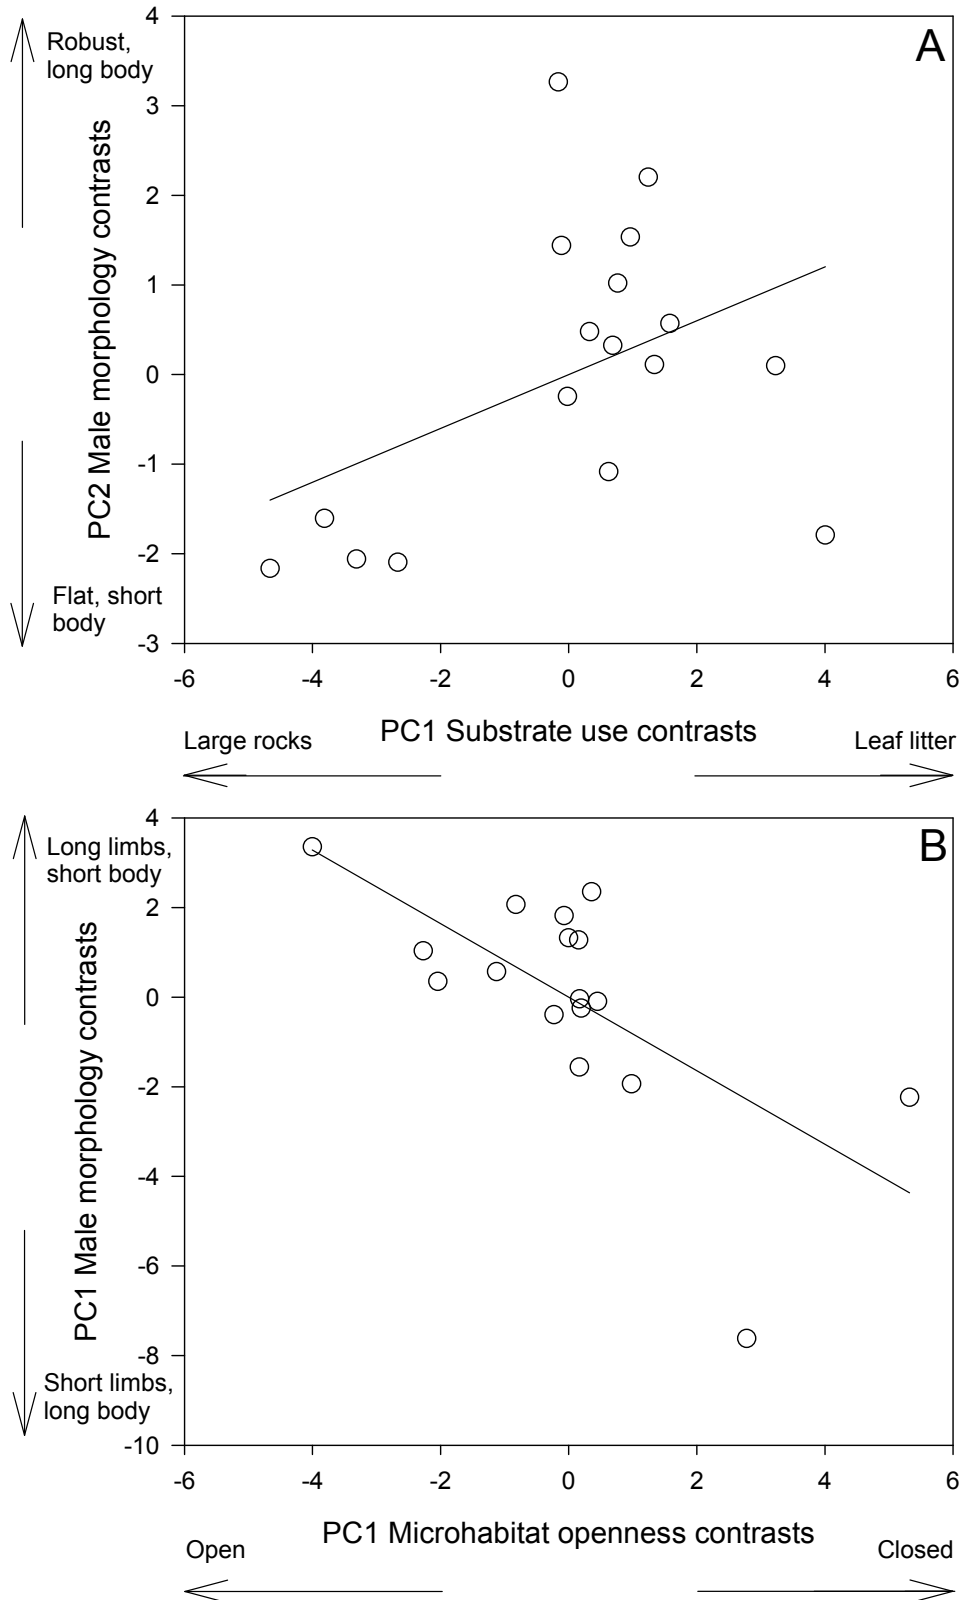 A
Robust,
long body
PC2 Male morphology contrasts
Flat, short
body
4
3
2
1
0
-1
-2
-3
-6 -4 -2 0 2 4 6
PC1 Substrate use contrasts
Large rocks
Leaf litter
B
Long limbs,
short body
PC1 Male morphology contrasts
Short limbs,
long body
4
2
0
-2
-4
-6
-8
-10
-6 -4 -2 0 2 4 6
PC1 Microhabitat openness contrasts
Open
Closed